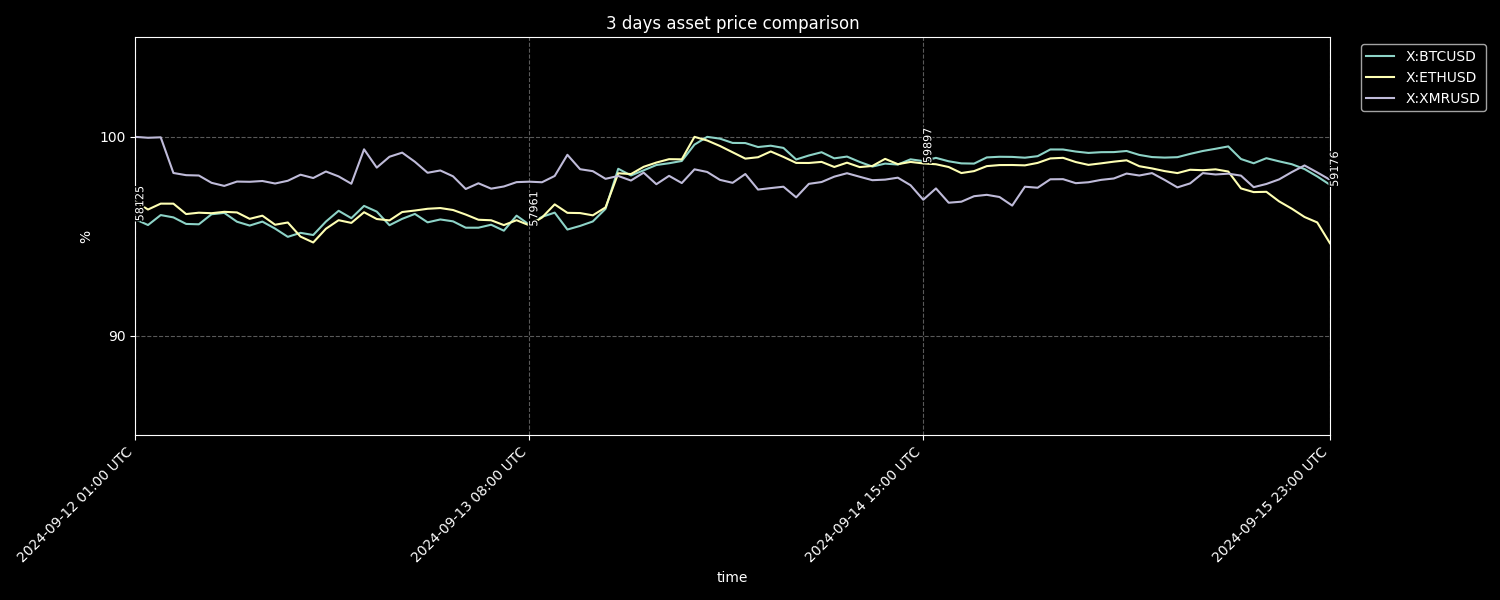 3 days asset price comparison
X:BTCUSD
X:ETHUSD
X:XMRUSD
100
90
%
58125
57961
59897
59176
2024-09-12 01:00 UTC
2024-09-13 08:00 UTC
2024-09-14 15:00 UTC
2024-09-15 23:00 UTC
time